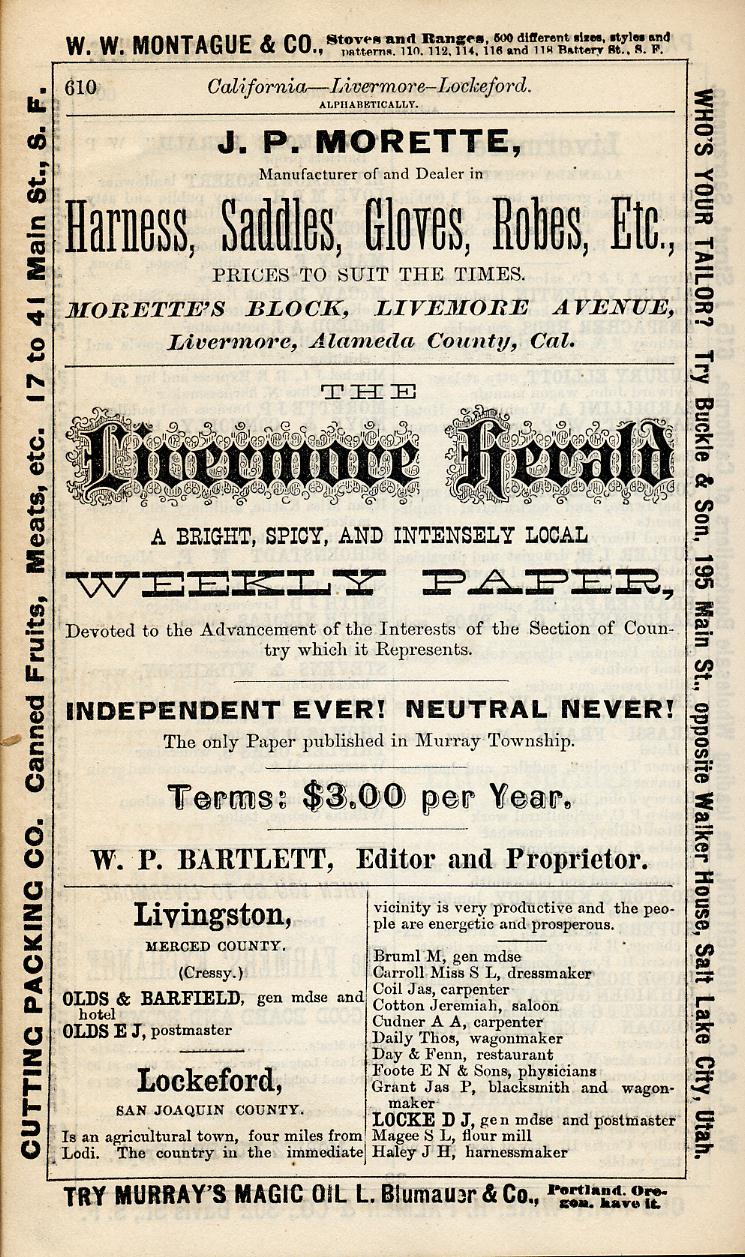 W. W. MONTAGUE & CO., Stoves and Ranges, 500 different sizes, styles and
patterns. 110, 112, 114, 116 and 118 Battery St., S. F.
610 California—Livermore–Lockeford.
ALPHABETICALLY.
J. P. MORETTE,
Manufacturer of and Dealer in
Harness, Saddles, Gloves, Robes, Etc.,
PRICES TO SUIT THE TIMES.
MORETTE'S BLOCK, LIVEMORE AVENUE,
Livermore, Alameda County, Cal.
THE
Livermore Herald
A BRIGHT, SPICY, AND INTENSELY LOCAL
WEEKLY PAPER,
Devoted to the Advancement of the Interests of the Section of Coun-
try which it Represents.
INDEPENDENT EVER! NEUTRAL NEVER!
The only Paper published in Murray Township.
Terms: $3.00 per Year.
W. P. BARTLETT, Editor and Proprietor.
Livingston,
MERCED COUNTY.
(Cressy.)
OLDS & BARFIELD, gen mdse and
hotel
OLDS E J, postmaster
Lockeford,
SAN JOAQUIN COUNTY.
Is an agricultural town, four miles from
Lodi. The country in the immediate
vicinity is very productive and the peo-
ple are energetic and prosperous.
Bruml M, gen mdse
Carroll Miss S L, dressmaker
Coil Jas, carpenter
Cotton Jeremiah, saloon
Cudner A A, carpenter
Daily Thos, wagonmaker
Day & Fenn, restaurant
Foote E N & Sons, physicians
Grant Jas P, blacksmith and wagon-
maker
LOCKE D J, gen mdse and postmaster
Magee S L, flour mill
Haley J H, harnessmaker
CUTTING PACKING CO. Canned Fruits, Meats, etc. 17 to 41 Main St., S. F.
WHO'S YOUR TAILOR? Try Buckle & Son, 195 Main St., opposite Walker House, Salt Lake City, Utah.
TRY MURRAY'S MAGIC OIL L. Blumauer & Co., Portland. Ore-
gon. have it.